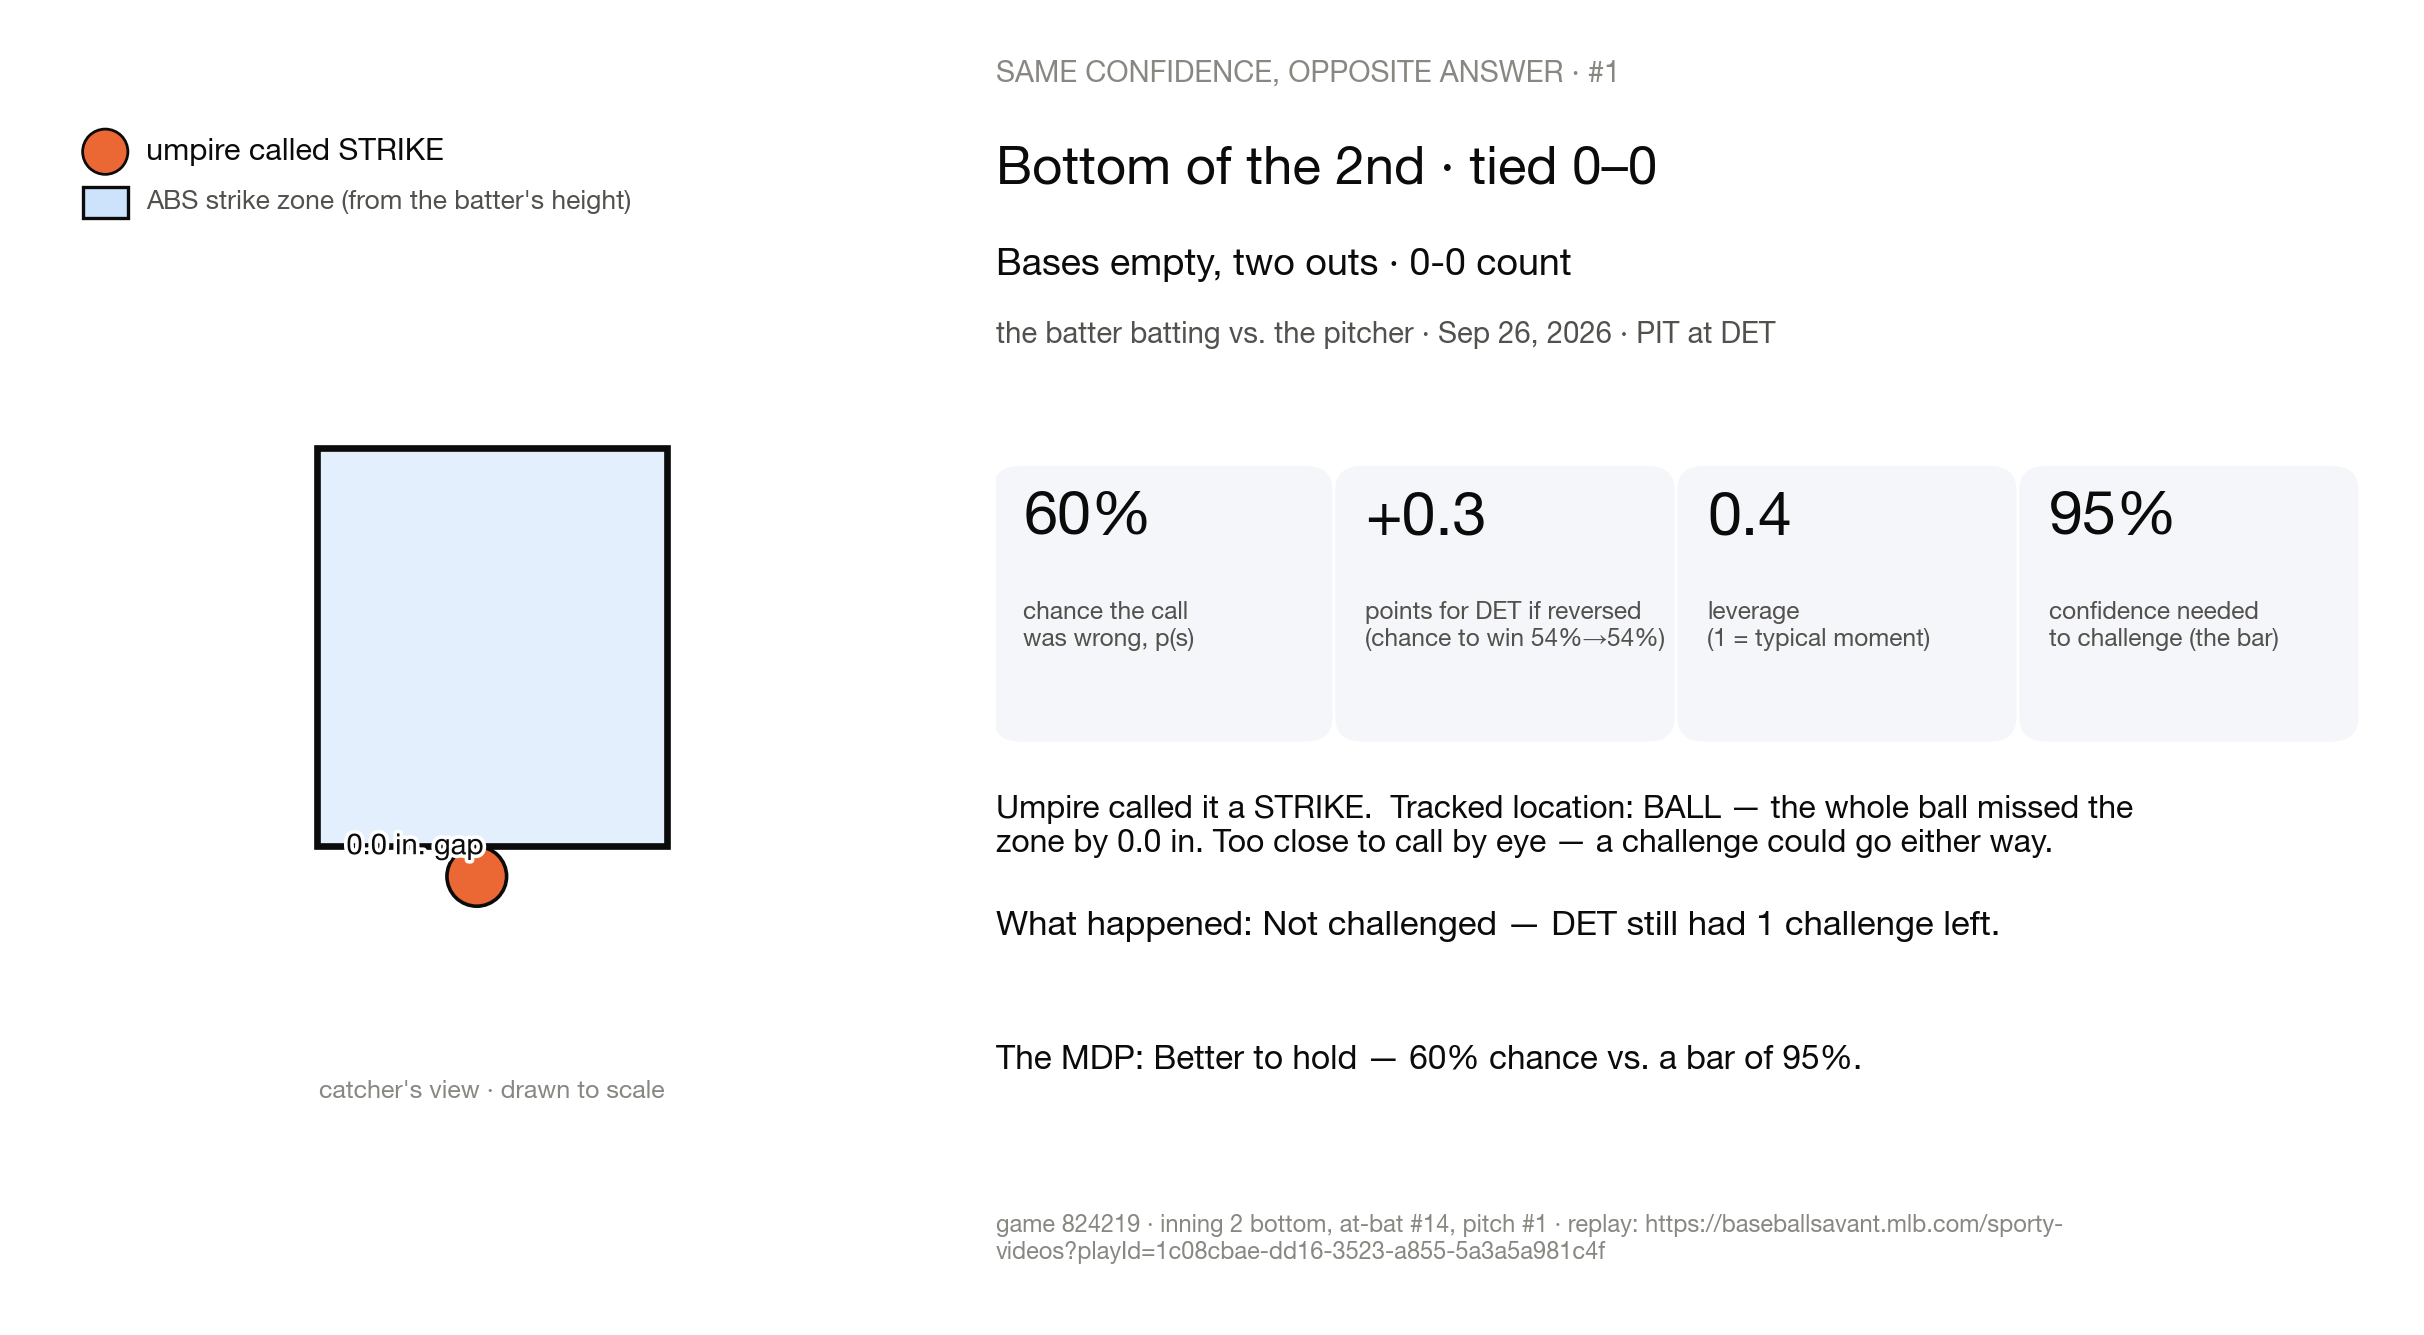 SAME CONFIDENCE, OPPOSITE ANSWER · #1
umpire called STRIKE
ABS strike zone (from the batter's height)
Bottom of the 2nd · tied 0–0
Bases empty, two outs · 0-0 count
the batter batting vs. the pitcher · Sep 26, 2026 · PIT at DET
60%
chance the call
was wrong, p(s)
+0.3
points for DET if reversed
(chance to win 54%→54%)
0.4
leverage
(1 = typical moment)
95%
confidence needed
to challenge (the bar)
0.0 in. gap
catcher's view · drawn to scale
Umpire called it a STRIKE.  Tracked location: BALL — the whole ball missed the
zone by 0.0 in. Too close to call by eye — a challenge could go either way.
What happened: Not challenged — DET still had 1 challenge left.
The MDP: Better to hold — 60% chance vs. a bar of 95%.
game 824219 · inning 2 bottom, at-bat #14, pitch #1 · replay: https://baseballsavant.mlb.com/sporty-
videos?playId=1c08cbae-dd16-3523-a855-5a3a5a981c4f